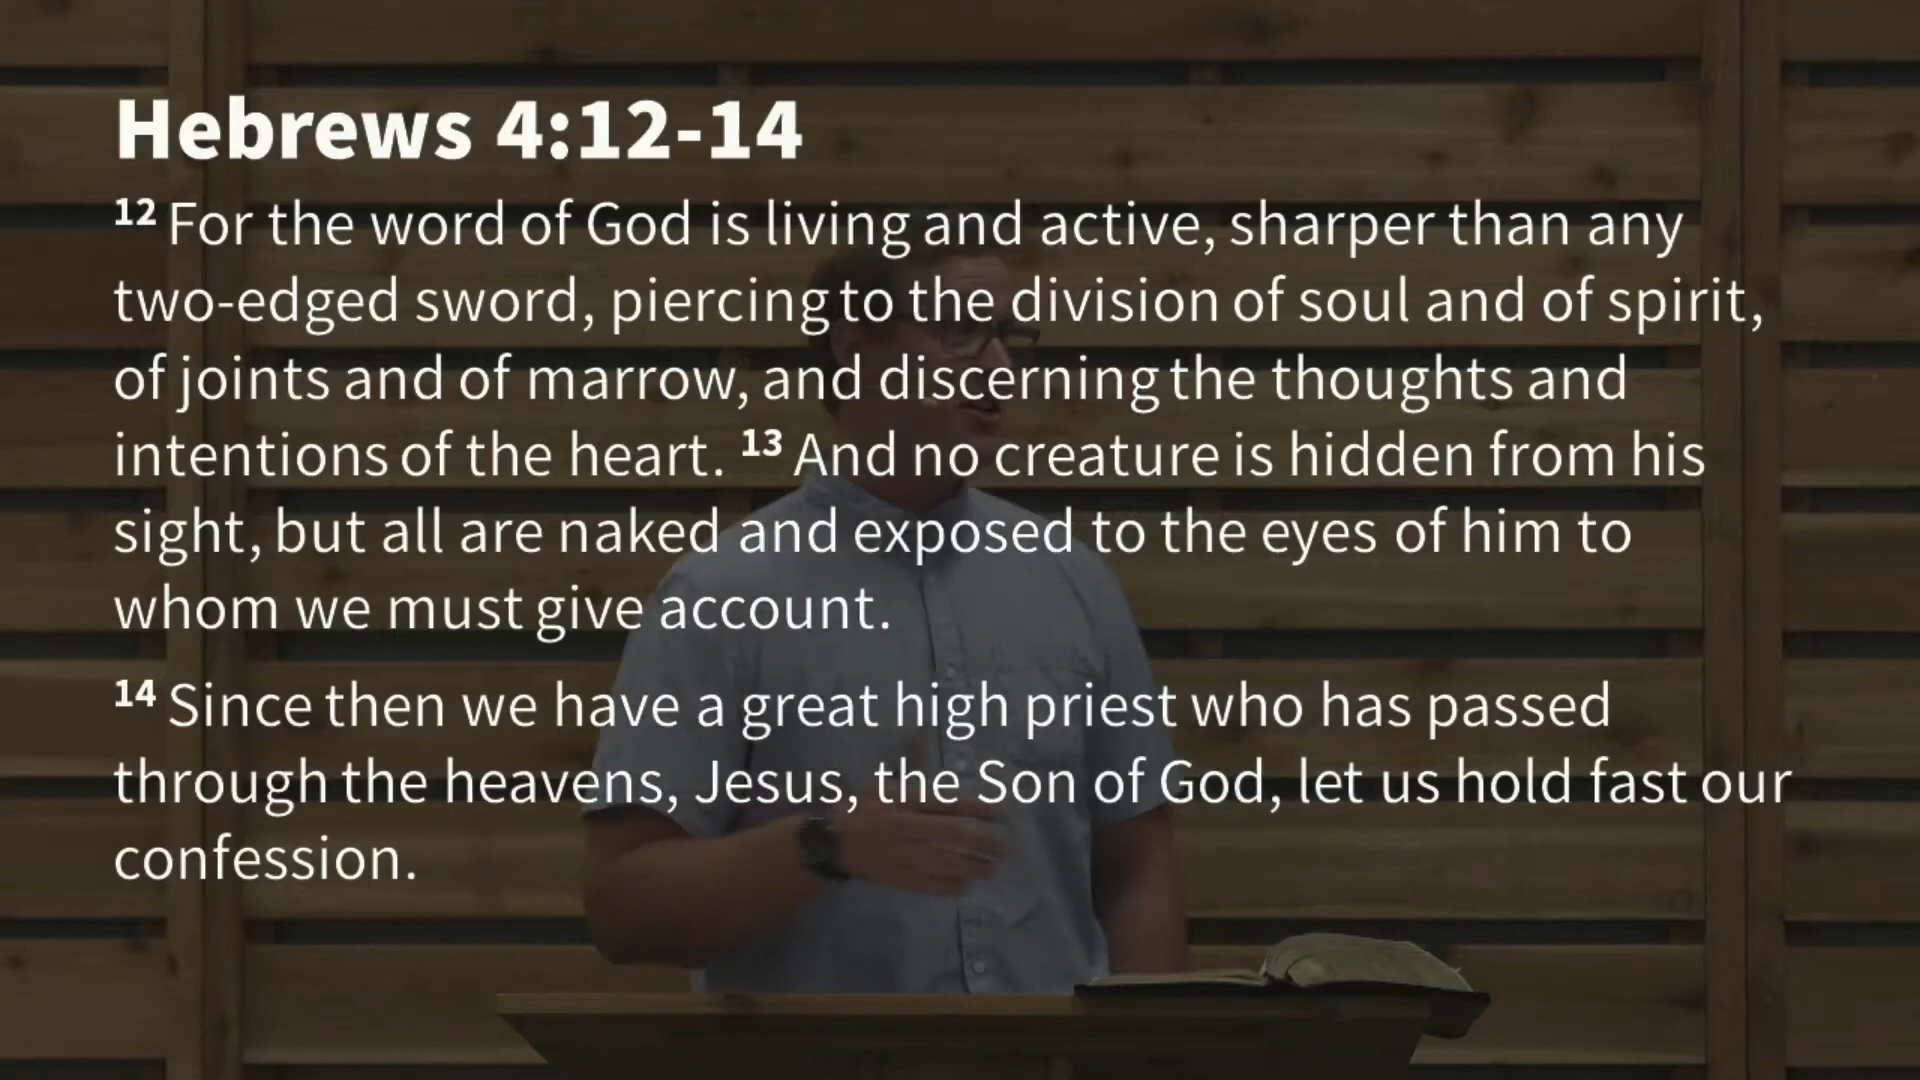 Hebrews 4:12-14
12 For the word of God is living and active, sharper than any
two-edged sword, piercing to the division of soul and of spirit,
of joints and of marrow, and discerning the thoughts and
intentions of the heart. 13 And no creature is hidden from his
sight, but all are naked and exposed to the eyes of him to
whom we must give account.
14 Since then we have a great high priest who has passed
through the heavens, Jesus, the Son of God, let us hold fast our
confession.